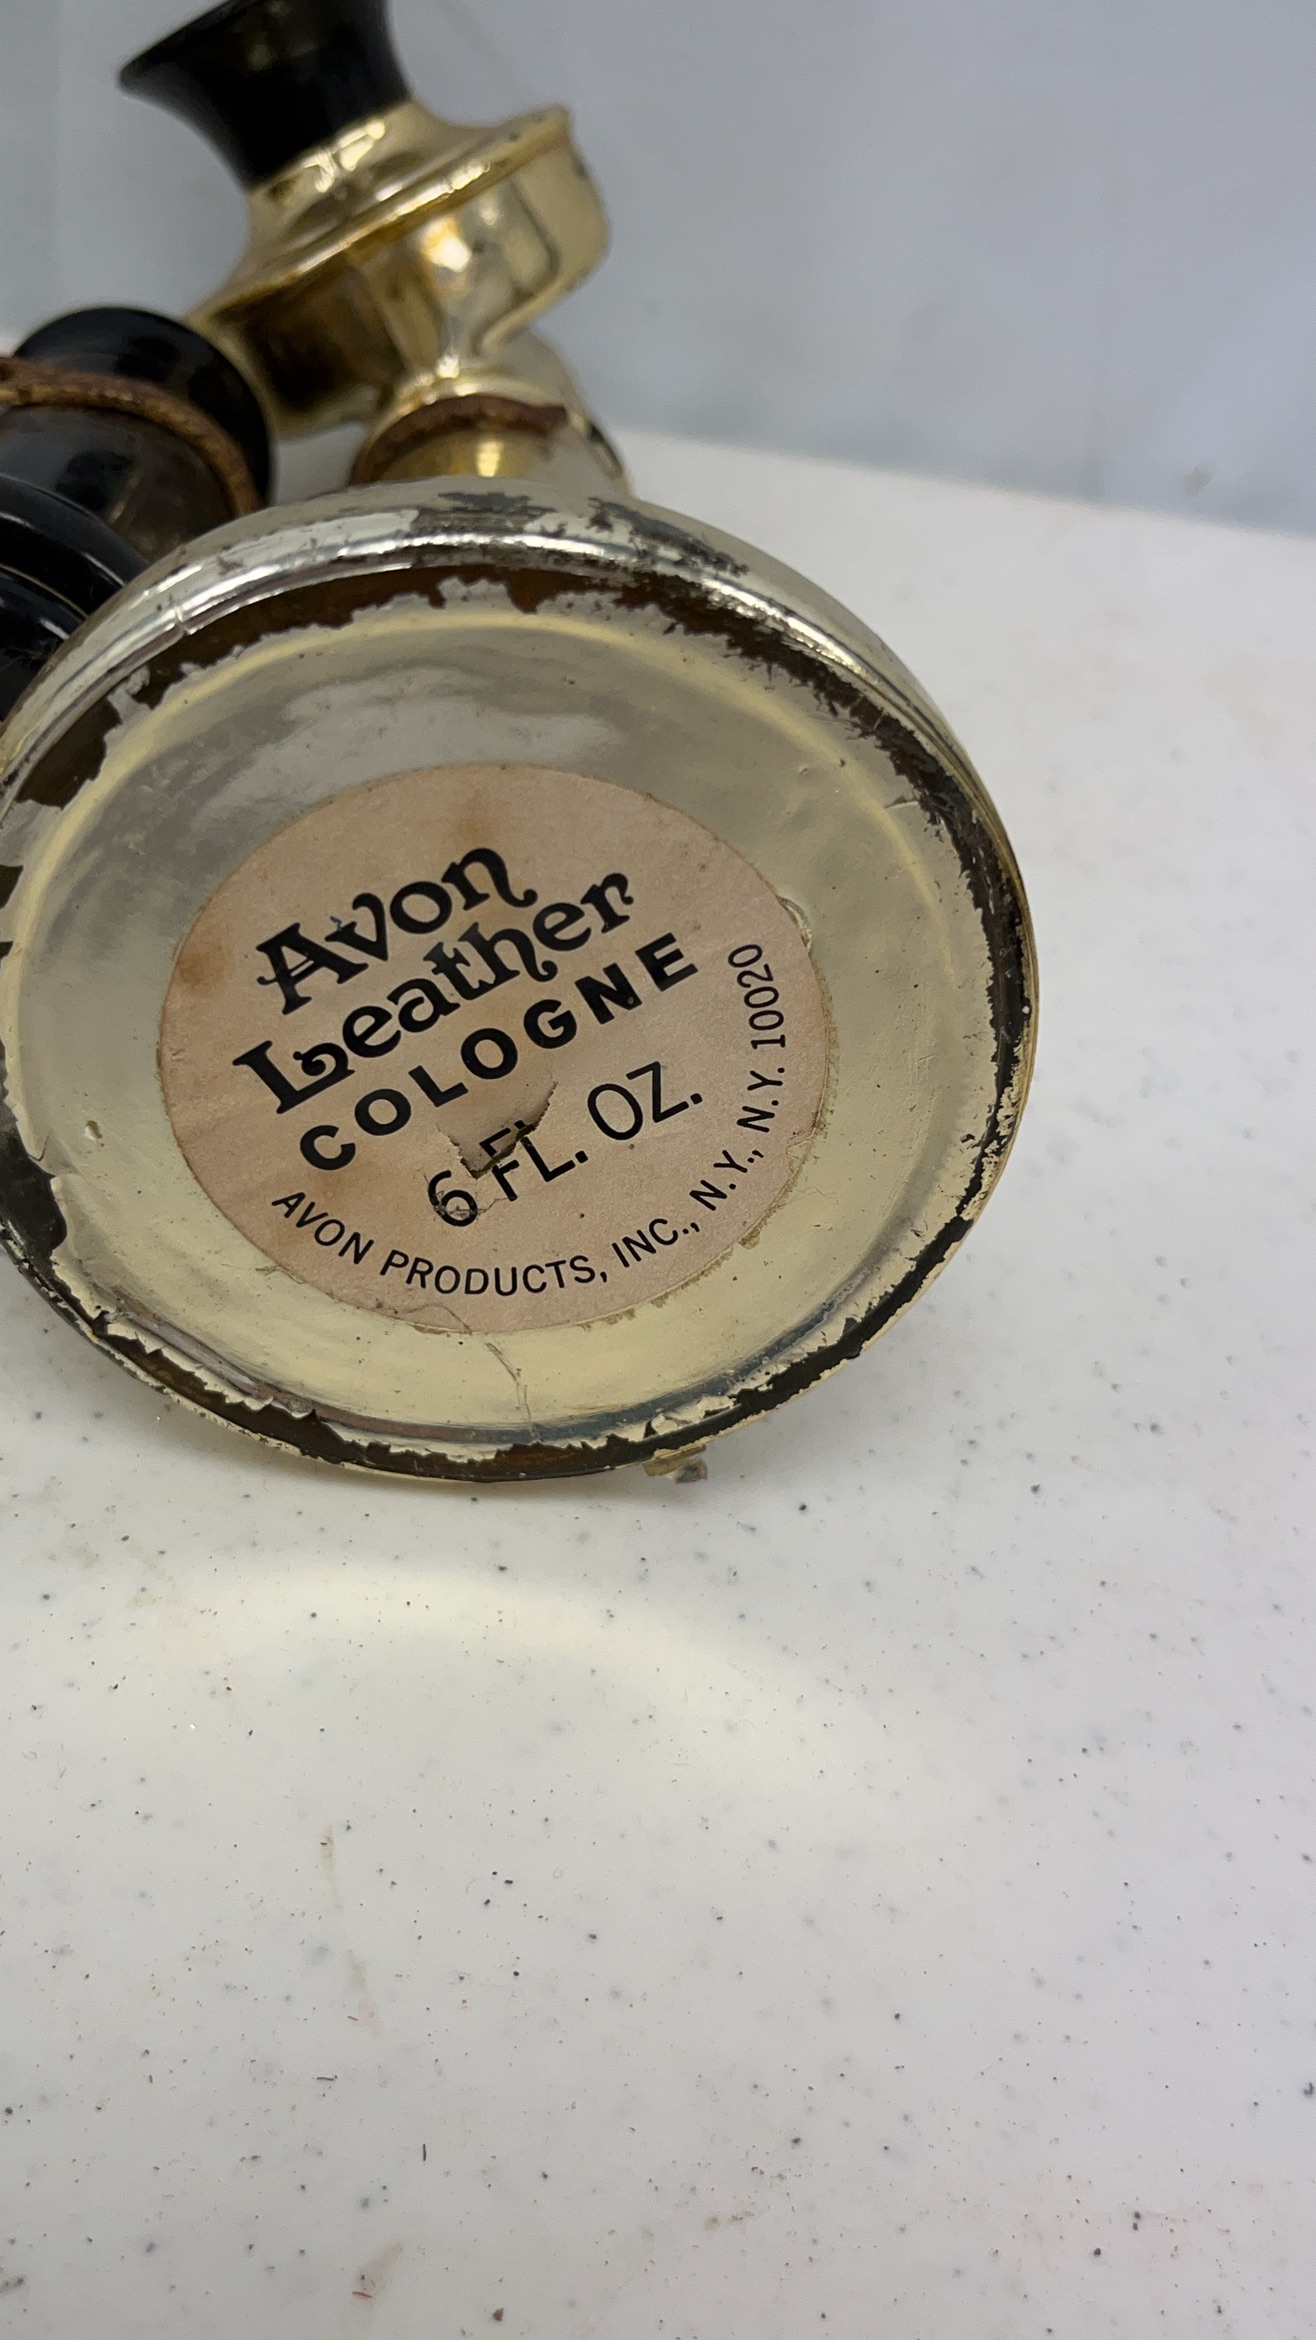 Avon
Leather
COLOGNE
6 FL. OZ.
AVON PRODUCTS, INC., N.Y., N.Y. 10020